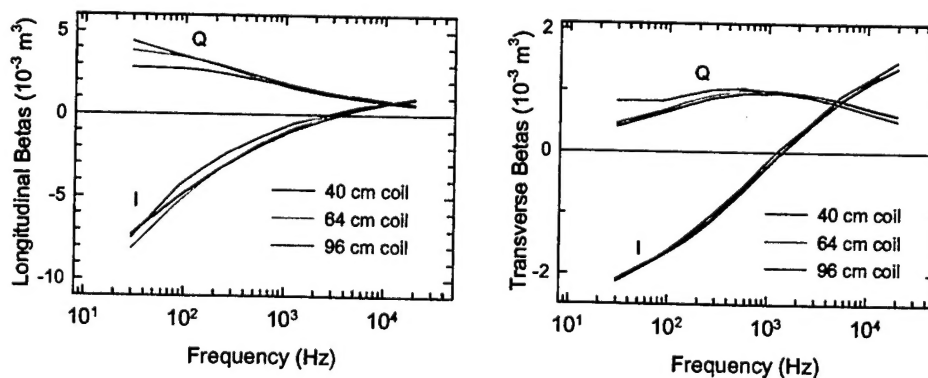 Longitudinal Betas (10⁻³ m³)
5
0
-5
-10
Q
I
40 cm coil
64 cm coil
96 cm coil
10¹ 10² 10³ 10⁴
Frequency (Hz)
Transverse Betas (10⁻³ m³)
2
0
-2
Q
I
40 cm coil
64 cm coil
96 cm coil
10¹ 10² 10³ 10⁴
Frequency (Hz)